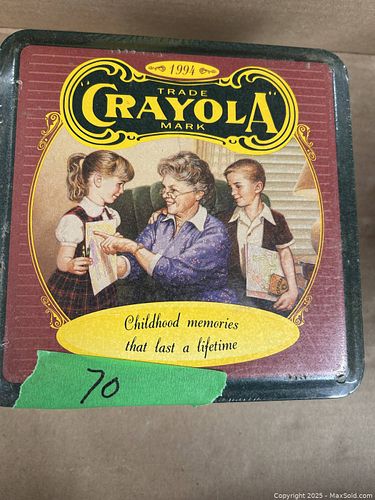 1994
TRADE
"CRAYOLA"
MARK
Childhood memories
that last a lifetime
70
Copyright © 2025 - MaxSold.com